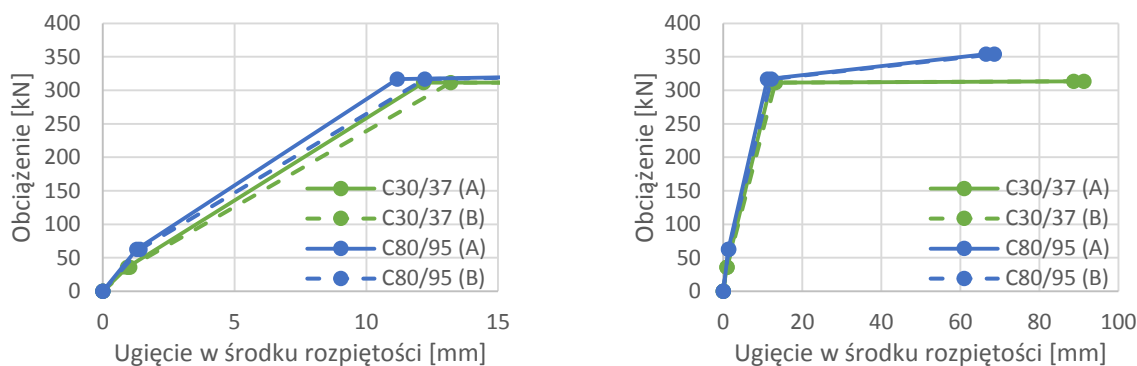 400
350
300
250
200
150
100
50
0
Obciążenie [kN]
C30/37 (A)
C30/37 (B)
C80/95 (A)
C80/95 (B)
0 5 10 15
Ugięcie w środku rozpiętości [mm]
400
350
300
250
200
150
100
50
0
Obciążenie [kN]
C30/37 (A)
C30/37 (B)
C80/95 (A)
C80/95 (B)
0 20 40 60 80 100
Ugięcie w środku rozpiętości [mm]